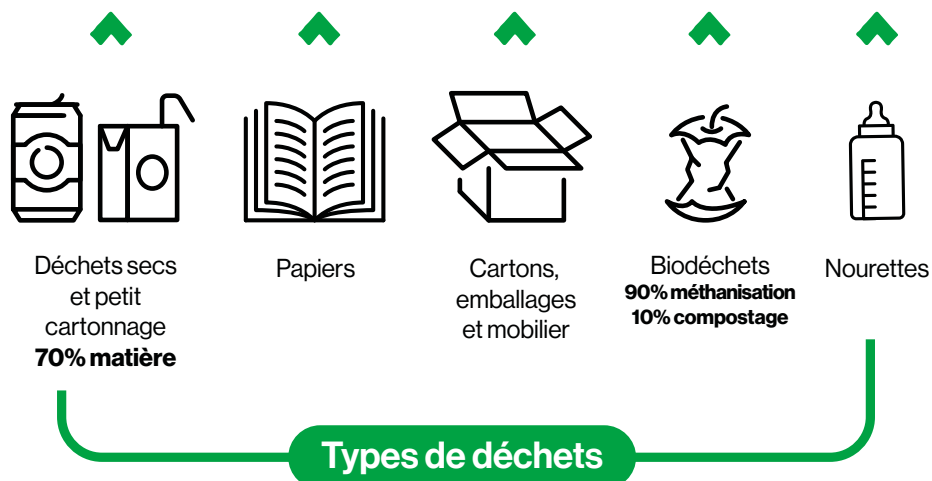 Déchets secs
et petit
cartonnage
70% matière
Papiers
Cartons,
emballages
et mobilier
Biodéchets
90% méthanisation
10% compostage
Nourettes
Types de déchets